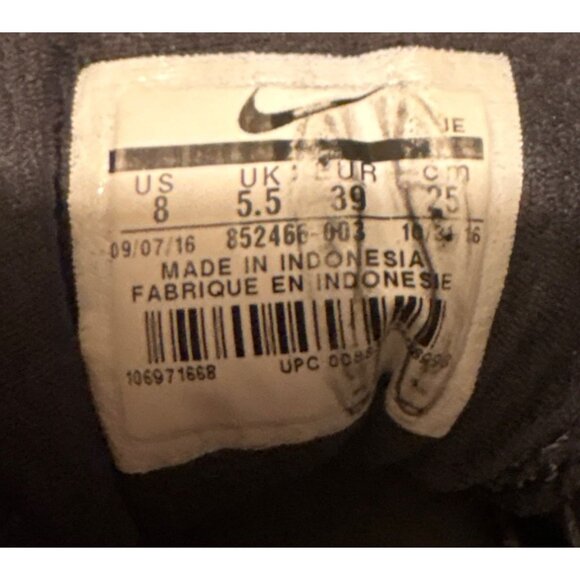 US UK EUR cm
8 5.5 39 25
09/07/16 852466-003 10/31/16
MADE IN INDONESIA
FABRIQUE EN INDONESIE
106971668 UPC